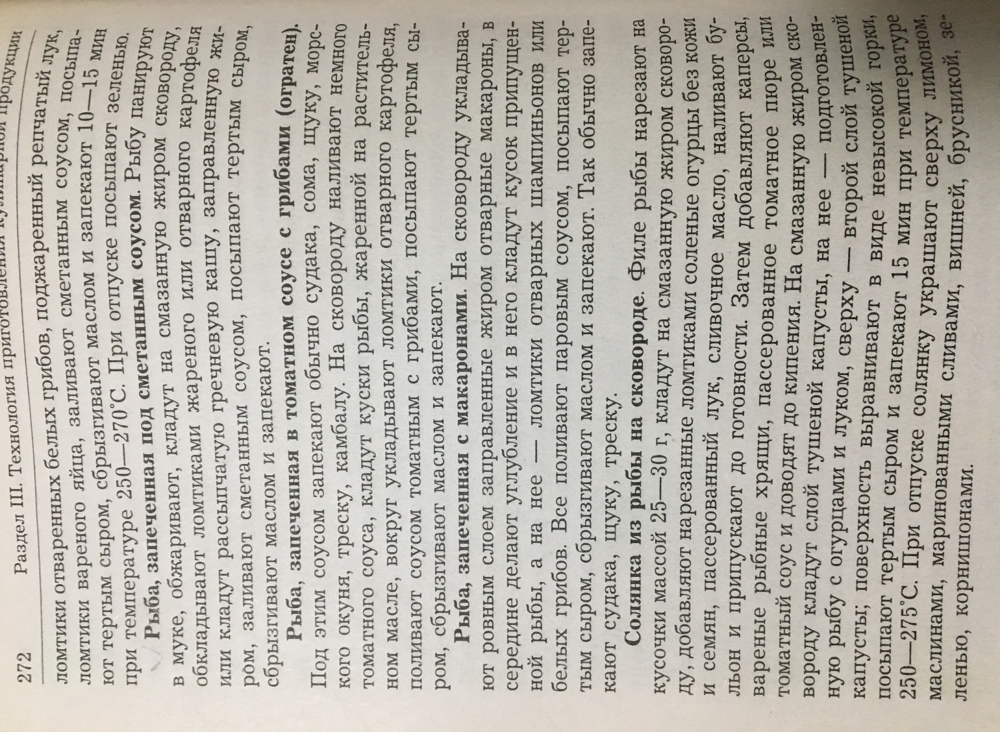 272 Раздел III. Технология приготовления кулинарной продукции
ломтики отваренных белых грибов, поджаренный репчатый лук,
ломтики вареного яйца, заливают сметанным соусом, посыпа-
ют тертым сыром, сбрызгивают маслом и запекают 10—15 мин
при температуре 250—270°С. При отпуске посыпают зеленью.
Рыба, запеченная под сметанным соусом. Рыбу панируют
в муке, обжаривают, кладут на смазанную жиром сковороду,
обкладывают ломтиками жареного или отварного картофеля
или кладут рассыпчатую гречневую кашу, заправленную жи-
ром, заливают сметанным соусом, посыпают тертым сыром,
сбрызгивают маслом и запекают.
Рыба, запеченная в томатном соусе с грибами (огратен).
Под этим соусом запекают обычно судака, сома, щуку, морс-
кого окуня, треску, камбалу. На сковороду наливают немного
томатного соуса, кладут куски рыбы, жаренной на раститель-
ном масле, вокруг укладывают ломтики отварного картофеля,
поливают соусом томатным с грибами, посыпают тертым сы-
ром, сбрызгивают маслом и запекают.
Рыба, запеченная с макаронами. На сковороду укладыва-
ют ровным слоем заправленные жиром отварные макароны, в
середине делают углубление и в него кладут кусок припущен-
ной рыбы, а на нее — ломтики отварных шампиньонов или
белых грибов. Все поливают паровым соусом, посыпают тер-
тым сыром, сбрызгивают маслом и запекают. Так обычно запе-
кают судака, щуку, треску.
Солянка из рыбы на сковороде. Филе рыбы нарезают на
кусочки массой 25—30 г, кладут на смазанную жиром сковоро-
ду, добавляют нарезанные ломтиками соленые огурцы без кожи
и семян, пассерованный лук, сливочное масло, наливают бу-
льон и припускают до готовности. Затем добавляют каперсы,
вареные рыбные хрящи, пассерованное томатное пюре или
томатный соус и доводят до кипения. На смазанную жиром ско-
вороду кладут слой тушеной капусты, на нее — подготовлен-
ную рыбу с огурцами и луком, сверху — второй слой тушеной
капусты; поверхность выравнивают в виде невысокой горки,
посыпают тертым сыром и запекают 15 мин при температуре
250—275°С. При отпуске солянку украшают сверху лимоном,
маслинами, маринованными сливами, вишней, брусникой, зе-
ленью, корнишонами.